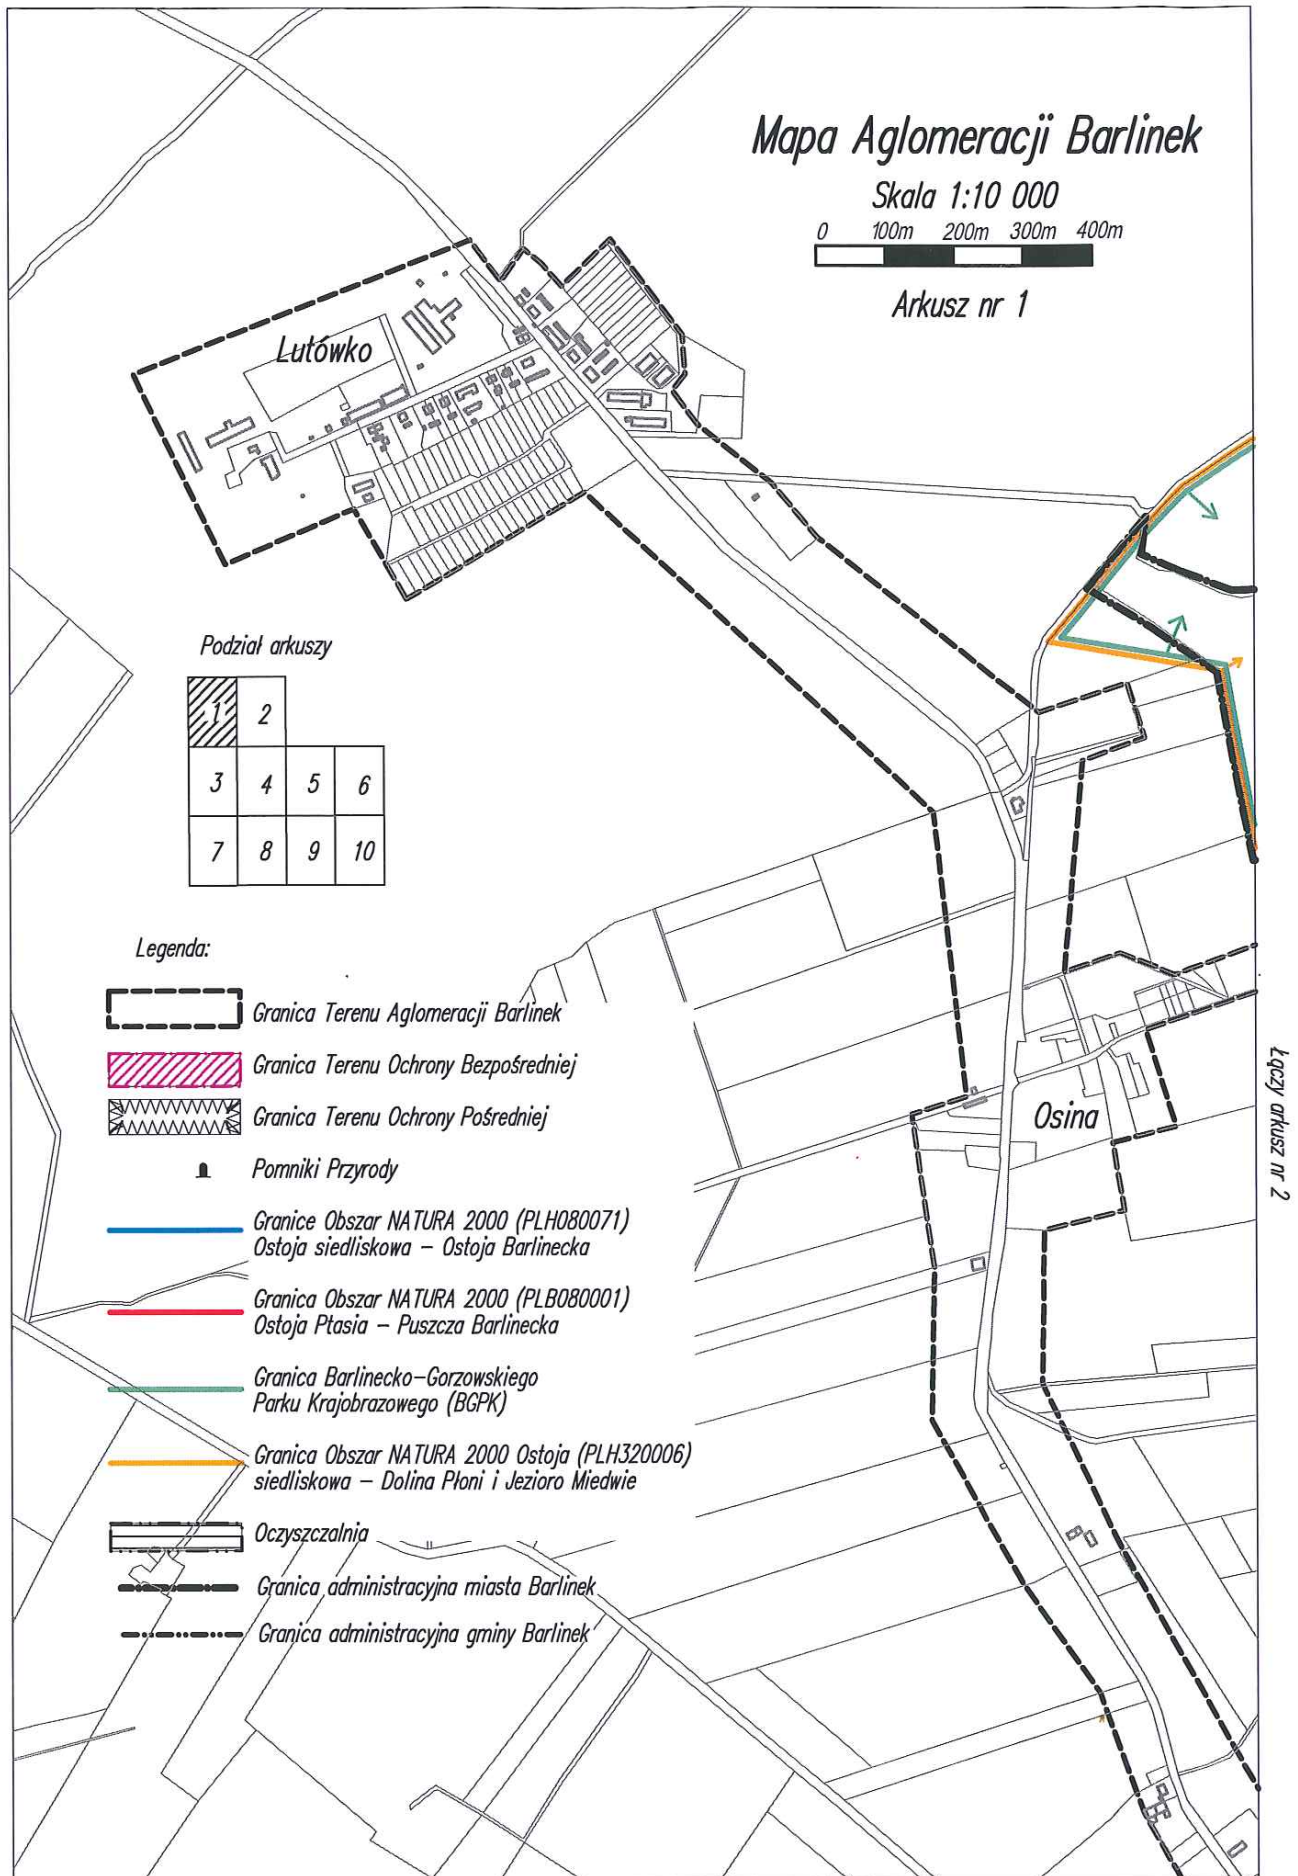 Mapa Aglomeracji Barlinek
Skala 1:10 000
0 100m 200m 300m 400m
Arkusz nr 1
Lutówko
Podział arkuszy
1 2
3 4 5 6
7 8 9 10
Legenda:
Granica Terenu Aglomeracji Barlinek
Granica Terenu Ochrony Bezpośredniej
Granica Terenu Ochrony Pośredniej
Pomniki Przyrody
Granice Obszar NATURA 2000 (PLH080071)
Ostoja siedliskowa – Ostoja Barlinecka
Granica Obszar NATURA 2000 (PLB080001)
Ostoja Ptasia – Puszcza Barlinecka
Granica Barlinecko–Gorzowskiego
Parku Krajobrazowego (BGPK)
Granica Obszar NATURA 2000 Ostoja (PLH320006)
siedliskowa – Dolina Płoni i Jezioro Miedwie
Oczyszczalnia
Granica administracyjna miasta Barlinek
Granica administracyjna gminy Barlinek
Osina
Łączy arkusz nr 2